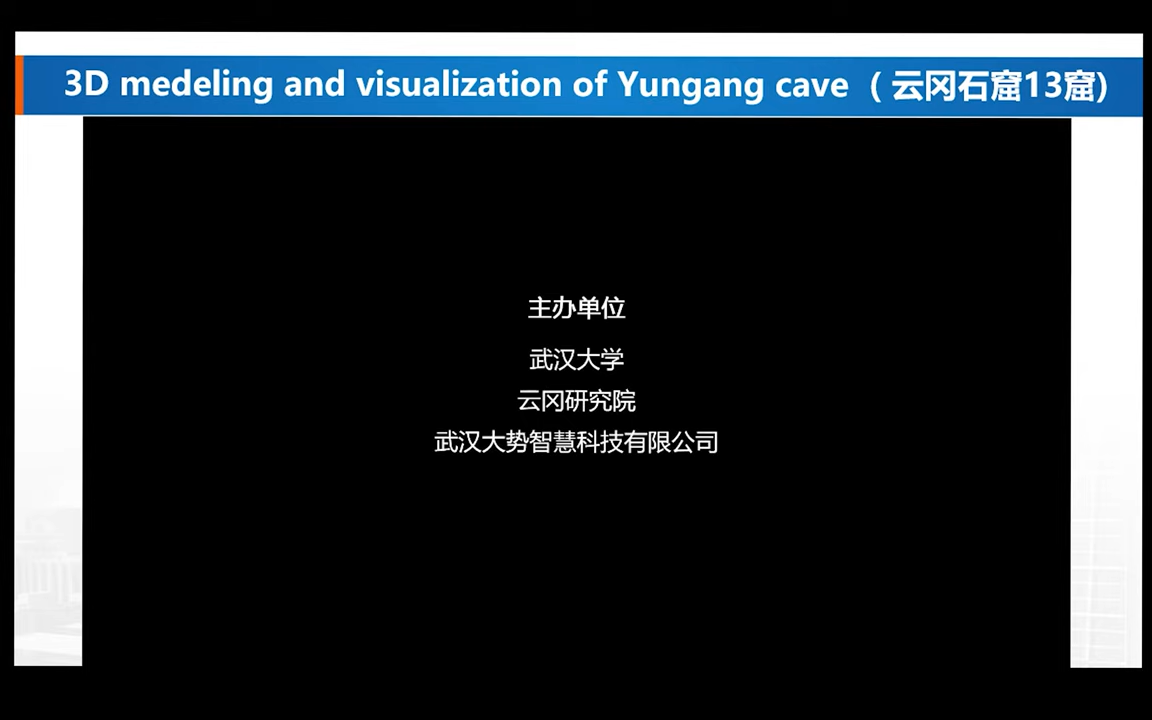 3D medeling and visualization of Yungang cave （云冈石窟13窟)
主办单位
武汉大学
云冈研究院
武汉大势智慧科技有限公司